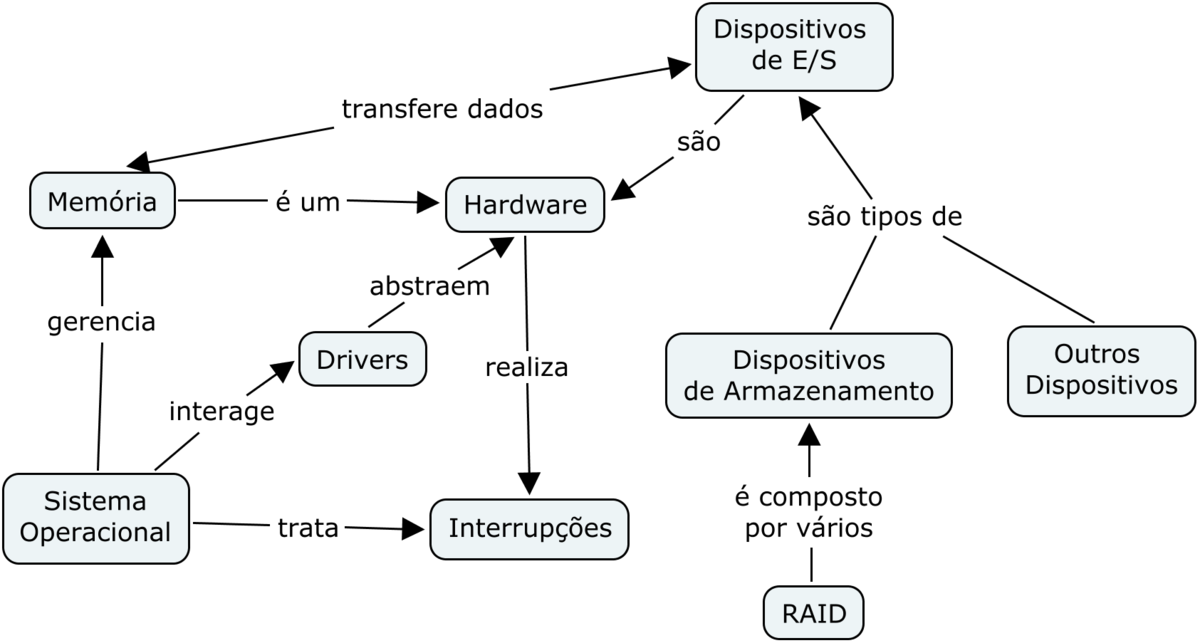 Dispositivos
de E/S
transfere dados
são
Memória
é um
Hardware
são tipos de
abstraem
gerencia
Drivers
realiza
Dispositivos
de Armazenamento
Outros
Dispositivos
interage
Sistema
Operacional
trata
Interrupções
é composto
por vários
RAID